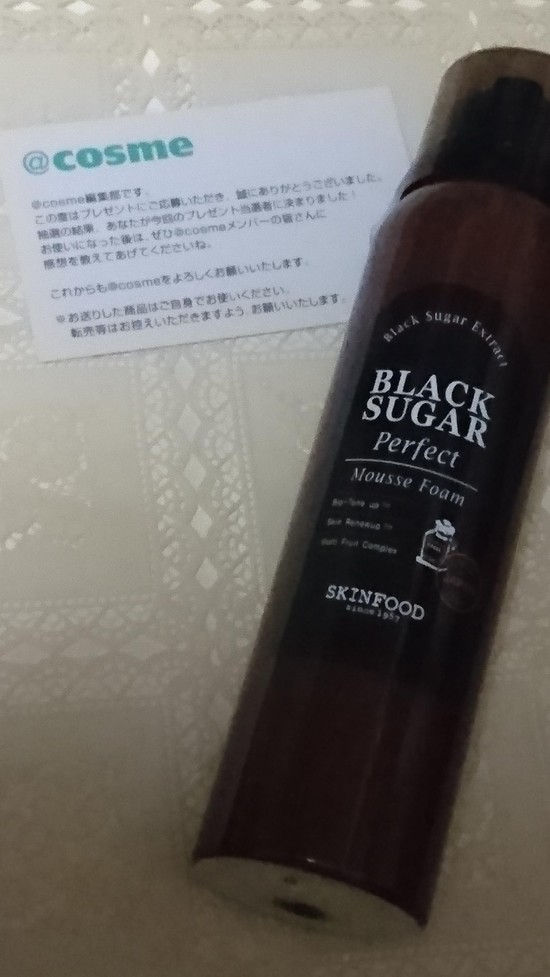 @cosme
@cosme編集部です。
この度はプレゼントにご応募いただき、誠にありがとうございました。
抽選の結果、あなたが今回のプレゼント当選者に決まりました!
お使いになった後は、ぜひ@cosmeメンバーの皆さんに
感想を教えてあげてくださいね。
これからも@cosmeをよろしくお願いいたします。
※お送りした商品はご自身でお使いください。
転売等はお控えいただきますよう、お願いいたします。
Black Sugar Extract
BLACK
SUGAR
Perfect
Mousse Foam
Skin Renewup™
Fruit Complex
SKINFOOD
since 1957